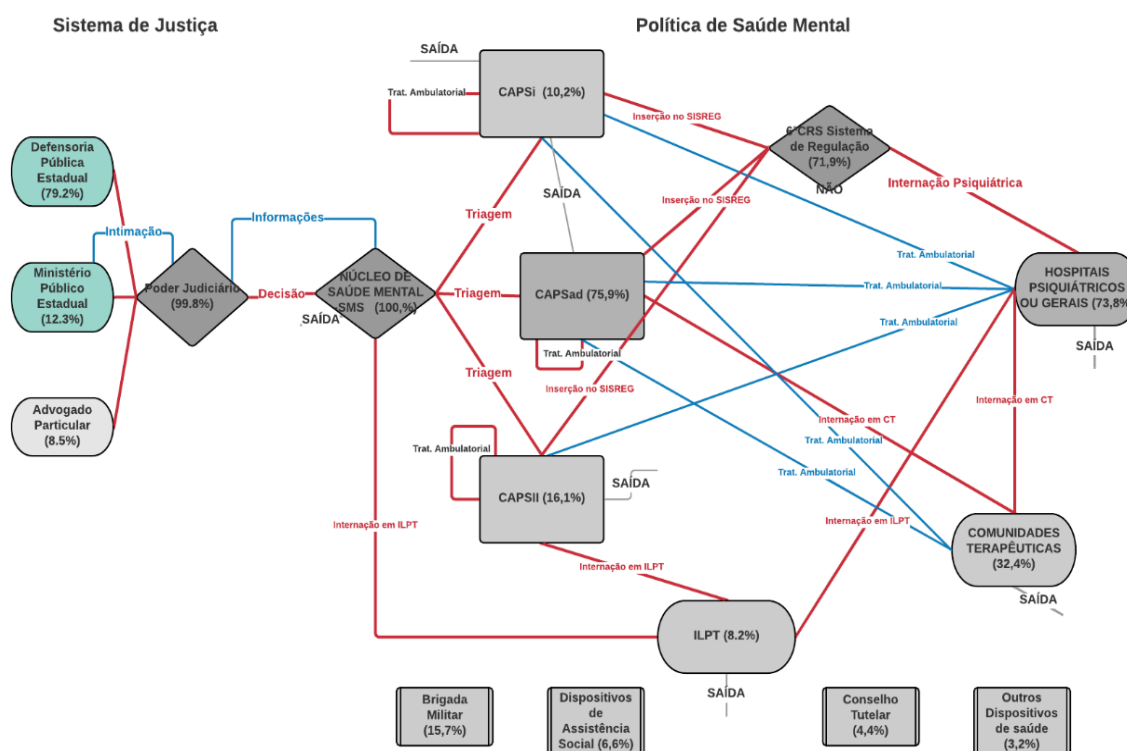 Sistema de Justiça
Política de Saúde Mental
SAÍDA
CAPSi (10,2%)
Trat. Ambulatorial
Inserção no SISREG
6ªCRS Sistema
de Regulação
(71,9%)
NÃO
Defensoria
Pública
Estadual
(79.2%)
Internação Psiquiátrica
SAÍDA
Triagem
Inserção no SISREG
Informações
Intimação
Trat. Ambulatorial
Ministério
Público
Estadual
(12.3%)
Poder Judiciário
(99.8%)
Decisão
NÚCLEO DE
SAÚDE MENTAL
SMS (100,%)
SAÍDA
Triagem
CAPSad (75,9%)
Trat. Ambulatorial
HOSPITAIS
PSIQUIÁTRICOS
OU GERAIS (73,8%)
Trat. Ambulatorial
SAÍDA
Trat. Ambulatorial
Triagem
Inserção no SISREG
Internação em CT
Advogado
Particular
(8.5%)
Internação em CT
Trat. Ambulatorial
Trat. Ambulatorial
Trat. Ambulatorial
SAÍDA
CAPSII (16,1%)
Internação em ILPT
Internação em ILPT
COMUNIDADES
TERAPÊUTICAS
(32,4%)
Internação em ILPT
SAÍDA
ILPT (8.2%)
SAÍDA
Brigada
Militar
(15,7%)
Dispositivos
de
Assistência
Social (6,6%)
Conselho
Tutelar
(4,4%)
Outros
Dispositivos
de saúde
(3,2%)